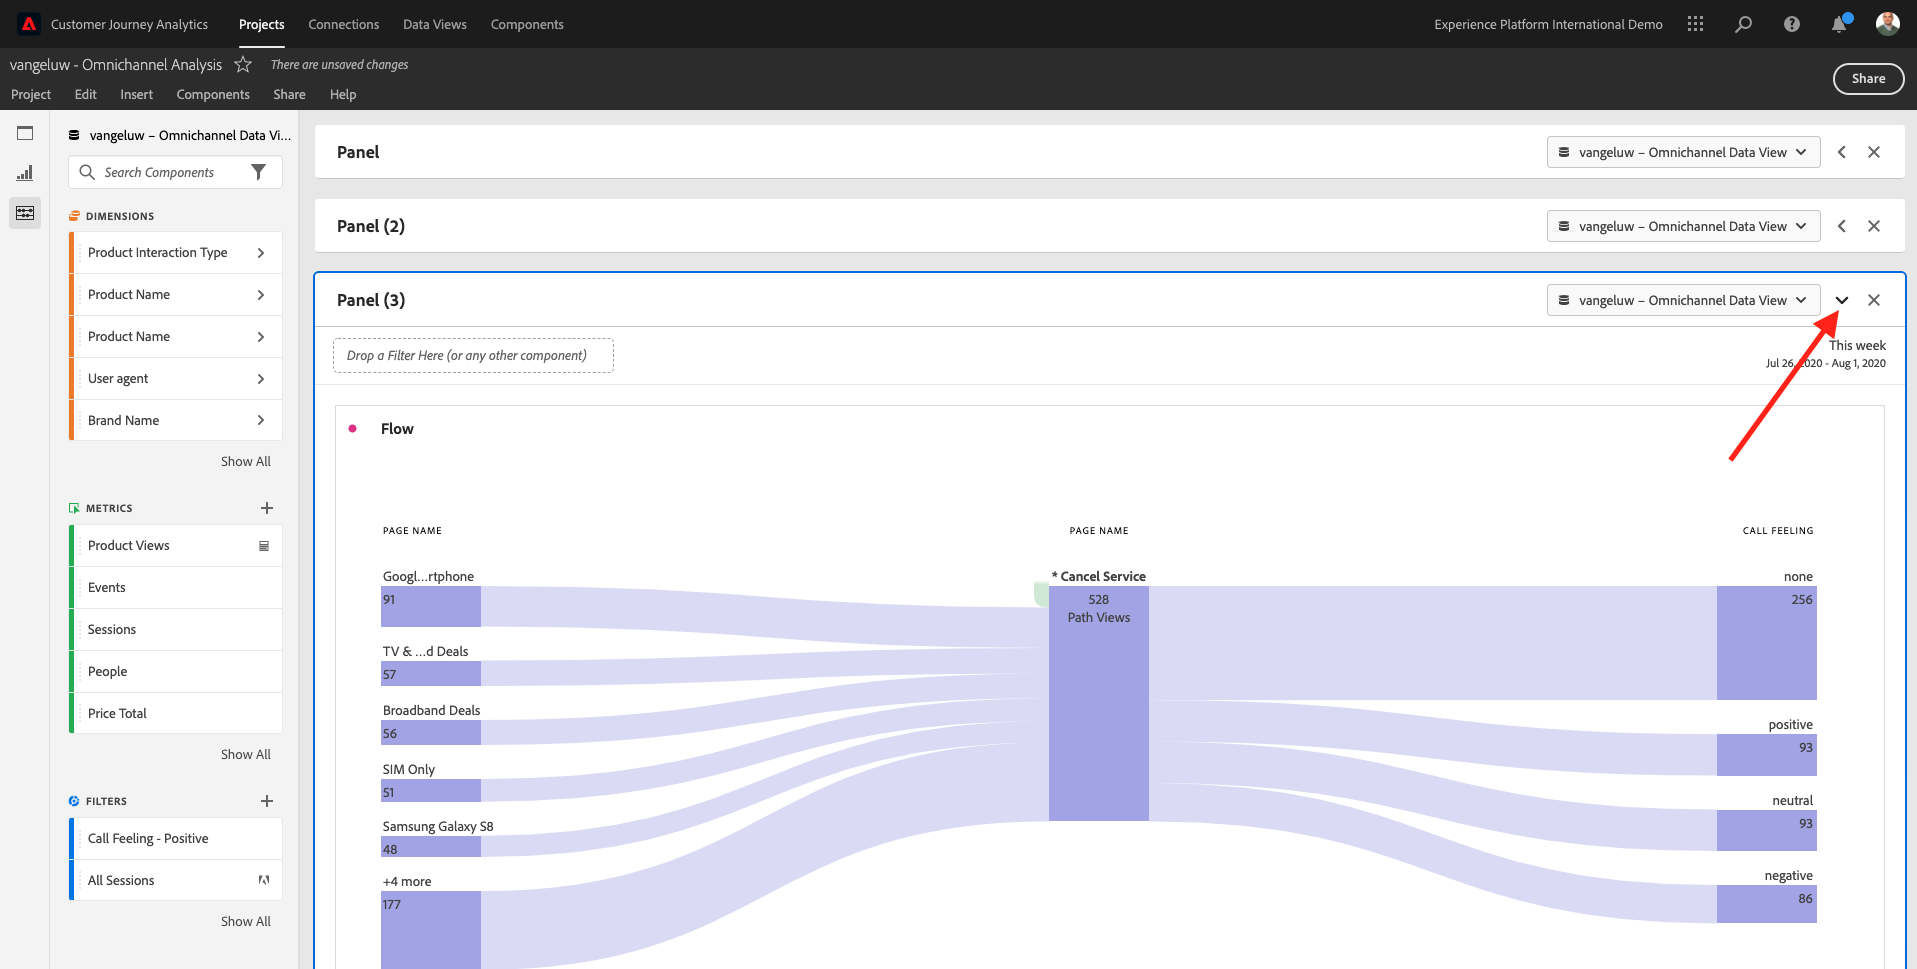 Customer Journey Analytics
Projects
Connections
Data Views
Components
Experience Platform International Demo
vangeluw - Omnichannel Analysis
There are unsaved changes
Share
Project
Edit
Insert
Components
Share
Help
vangeluw – Omnichannel Data Vi...
Search Components
DIMENSIONS
Product Interaction Type
Product Name
Product Name
User agent
Brand Name
Show All
METRICS
Product Views
Events
Sessions
People
Price Total
Show All
FILTERS
Call Feeling - Positive
All Sessions
Show All
Panel
vangeluw – Omnichannel Data View
Panel (2)
vangeluw – Omnichannel Data View
Panel (3)
vangeluw – Omnichannel Data View
Drop a Filter Here (or any other component)
This week
Jul 26, 2020 - Aug 1, 2020
Flow
PAGE NAME
PAGE NAME
CALL FEELING
Googl...rtphone
91
TV & ...d Deals
57
Broadband Deals
56
SIM Only
51
Samsung Galaxy S8
48
+4 more
177
* Cancel Service
528
Path Views
none
256
positive
93
neutral
93
negative
86